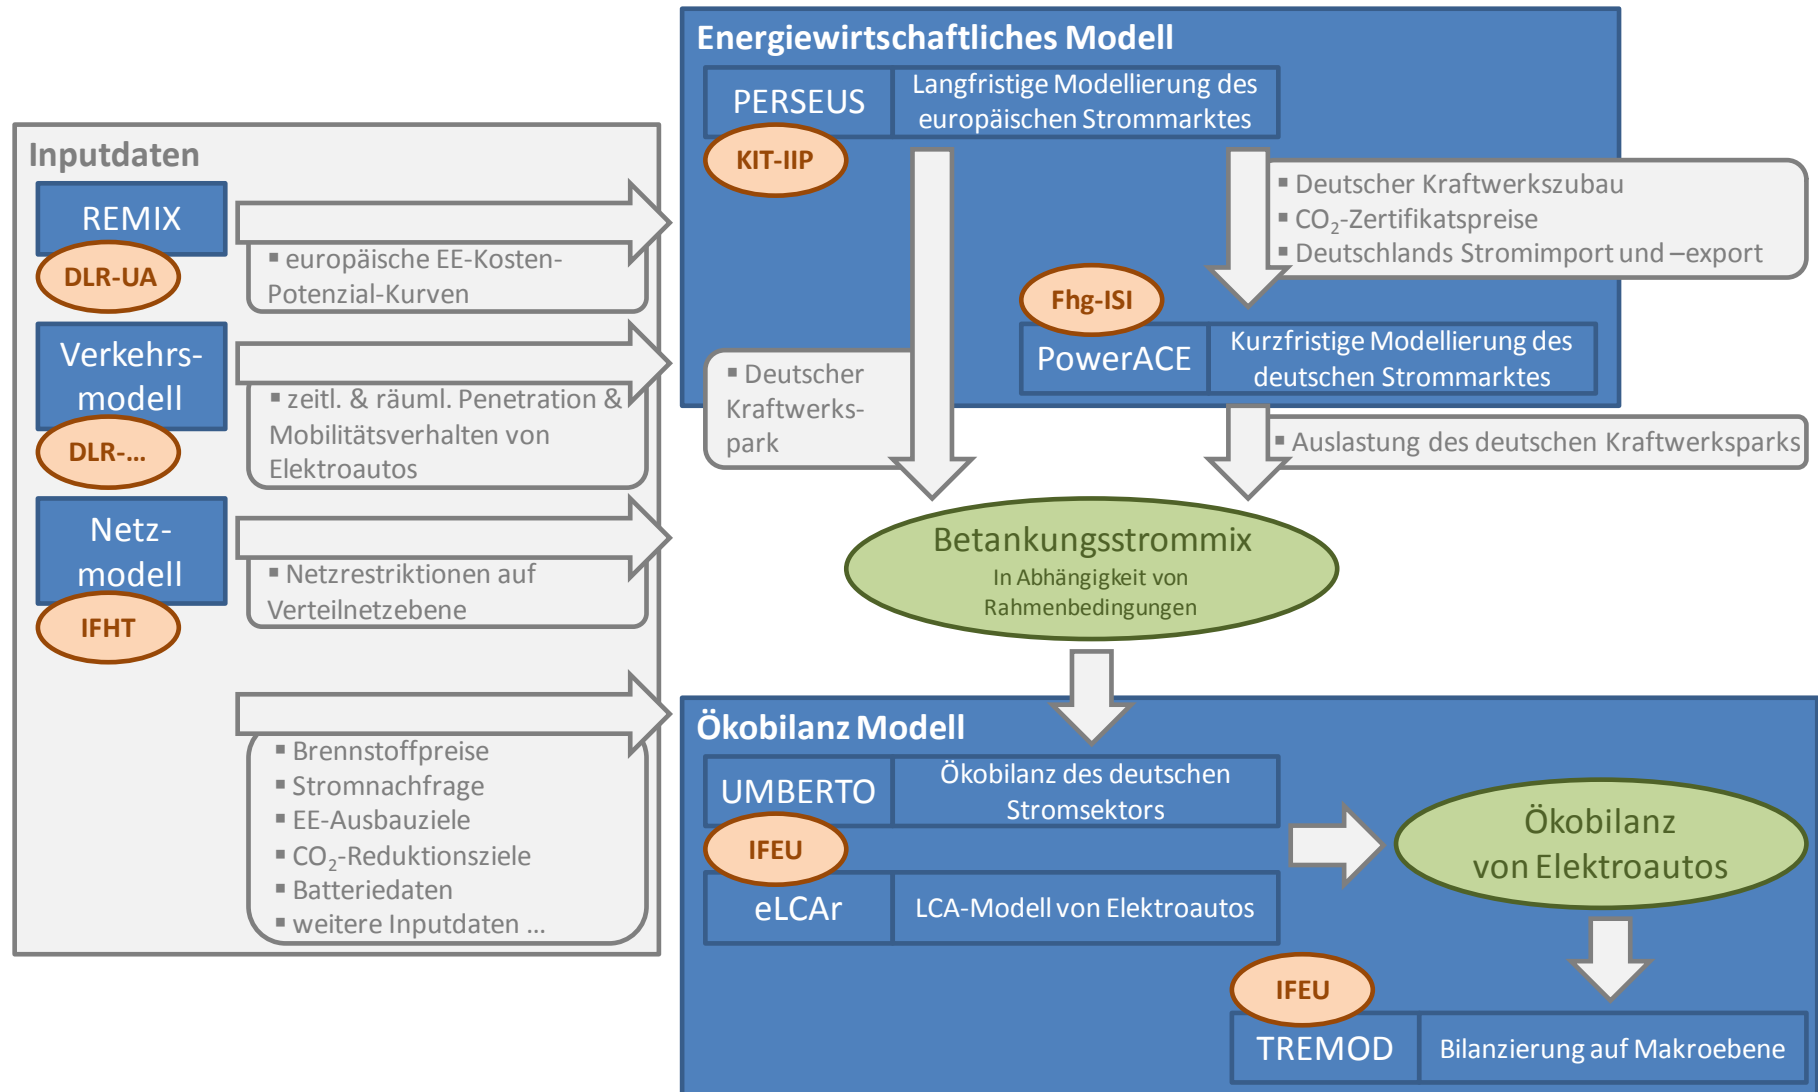 Energiewirtschaftliches Modell
PERSEUS
Langfristige Modellierung des
europäischen Strommarktes
KIT-IIP
Inputdaten
REMIX
DLR-UA
▪ europäische EE-Kosten-
Potenzial-Kurven
▪ Deutscher Kraftwerkszubau
▪ CO₂-Zertifikatspreise
▪ Deutschlands Stromimport und –export
Fhg-ISI
PowerACE
Kurzfristige Modellierung des
deutschen Strommarktes
Verkehrs-
modell
DLR-...
▪ zeitl. & räuml. Penetration &
Mobilitätsverhalten von
Elektroautos
▪ Deutscher
Kraftwerks-
park
▪ Auslastung des deutschen Kraftwerksparks
Netz-
modell
IFHT
▪ Netzrestriktionen auf
Verteilnetzebene
Betankungsstrommix
In Abhängigkeit von
Rahmenbedingungen
▪ Brennstoffpreise
▪ Stromnachfrage
▪ EE-Ausbauziele
▪ CO₂-Reduktionsziele
▪ Batteriedaten
▪ weitere Inputdaten ...
Ökobilanz Modell
UMBERTO
Ökobilanz des deutschen
Stromsektors
IFEU
eLCAr
LCA-Modell von Elektroautos
Ökobilanz
von Elektroautos
IFEU
TREMOD
Bilanzierung auf Makroebene